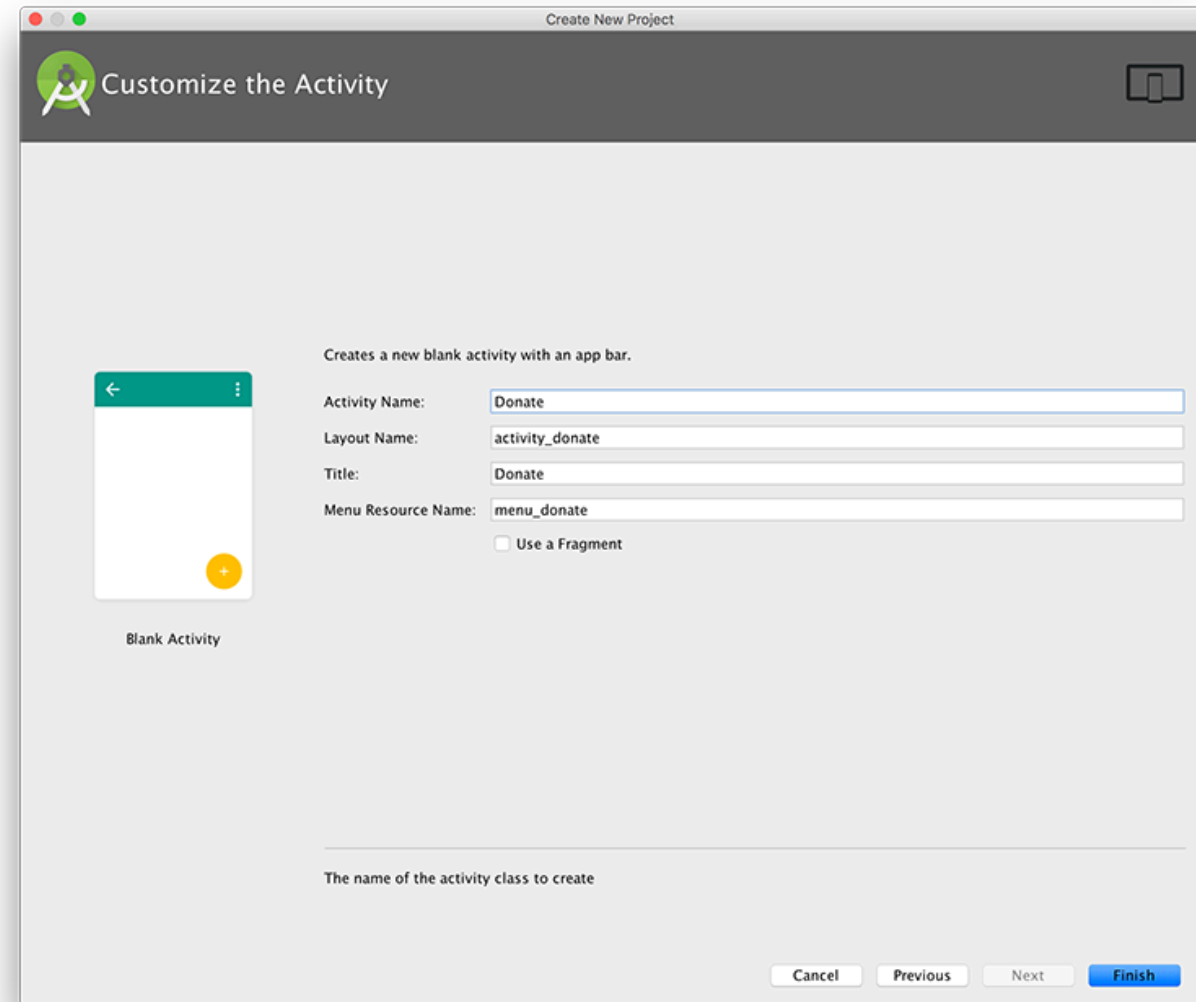 Create New Project
Customize the Activity
Creates a new blank activity with an app bar.
Activity Name: Donate
Layout Name: activity_donate
Title: Donate
Menu Resource Name: menu_donate
Use a Fragment
Blank Activity
The name of the activity class to create
Cancel Previous Next Finish